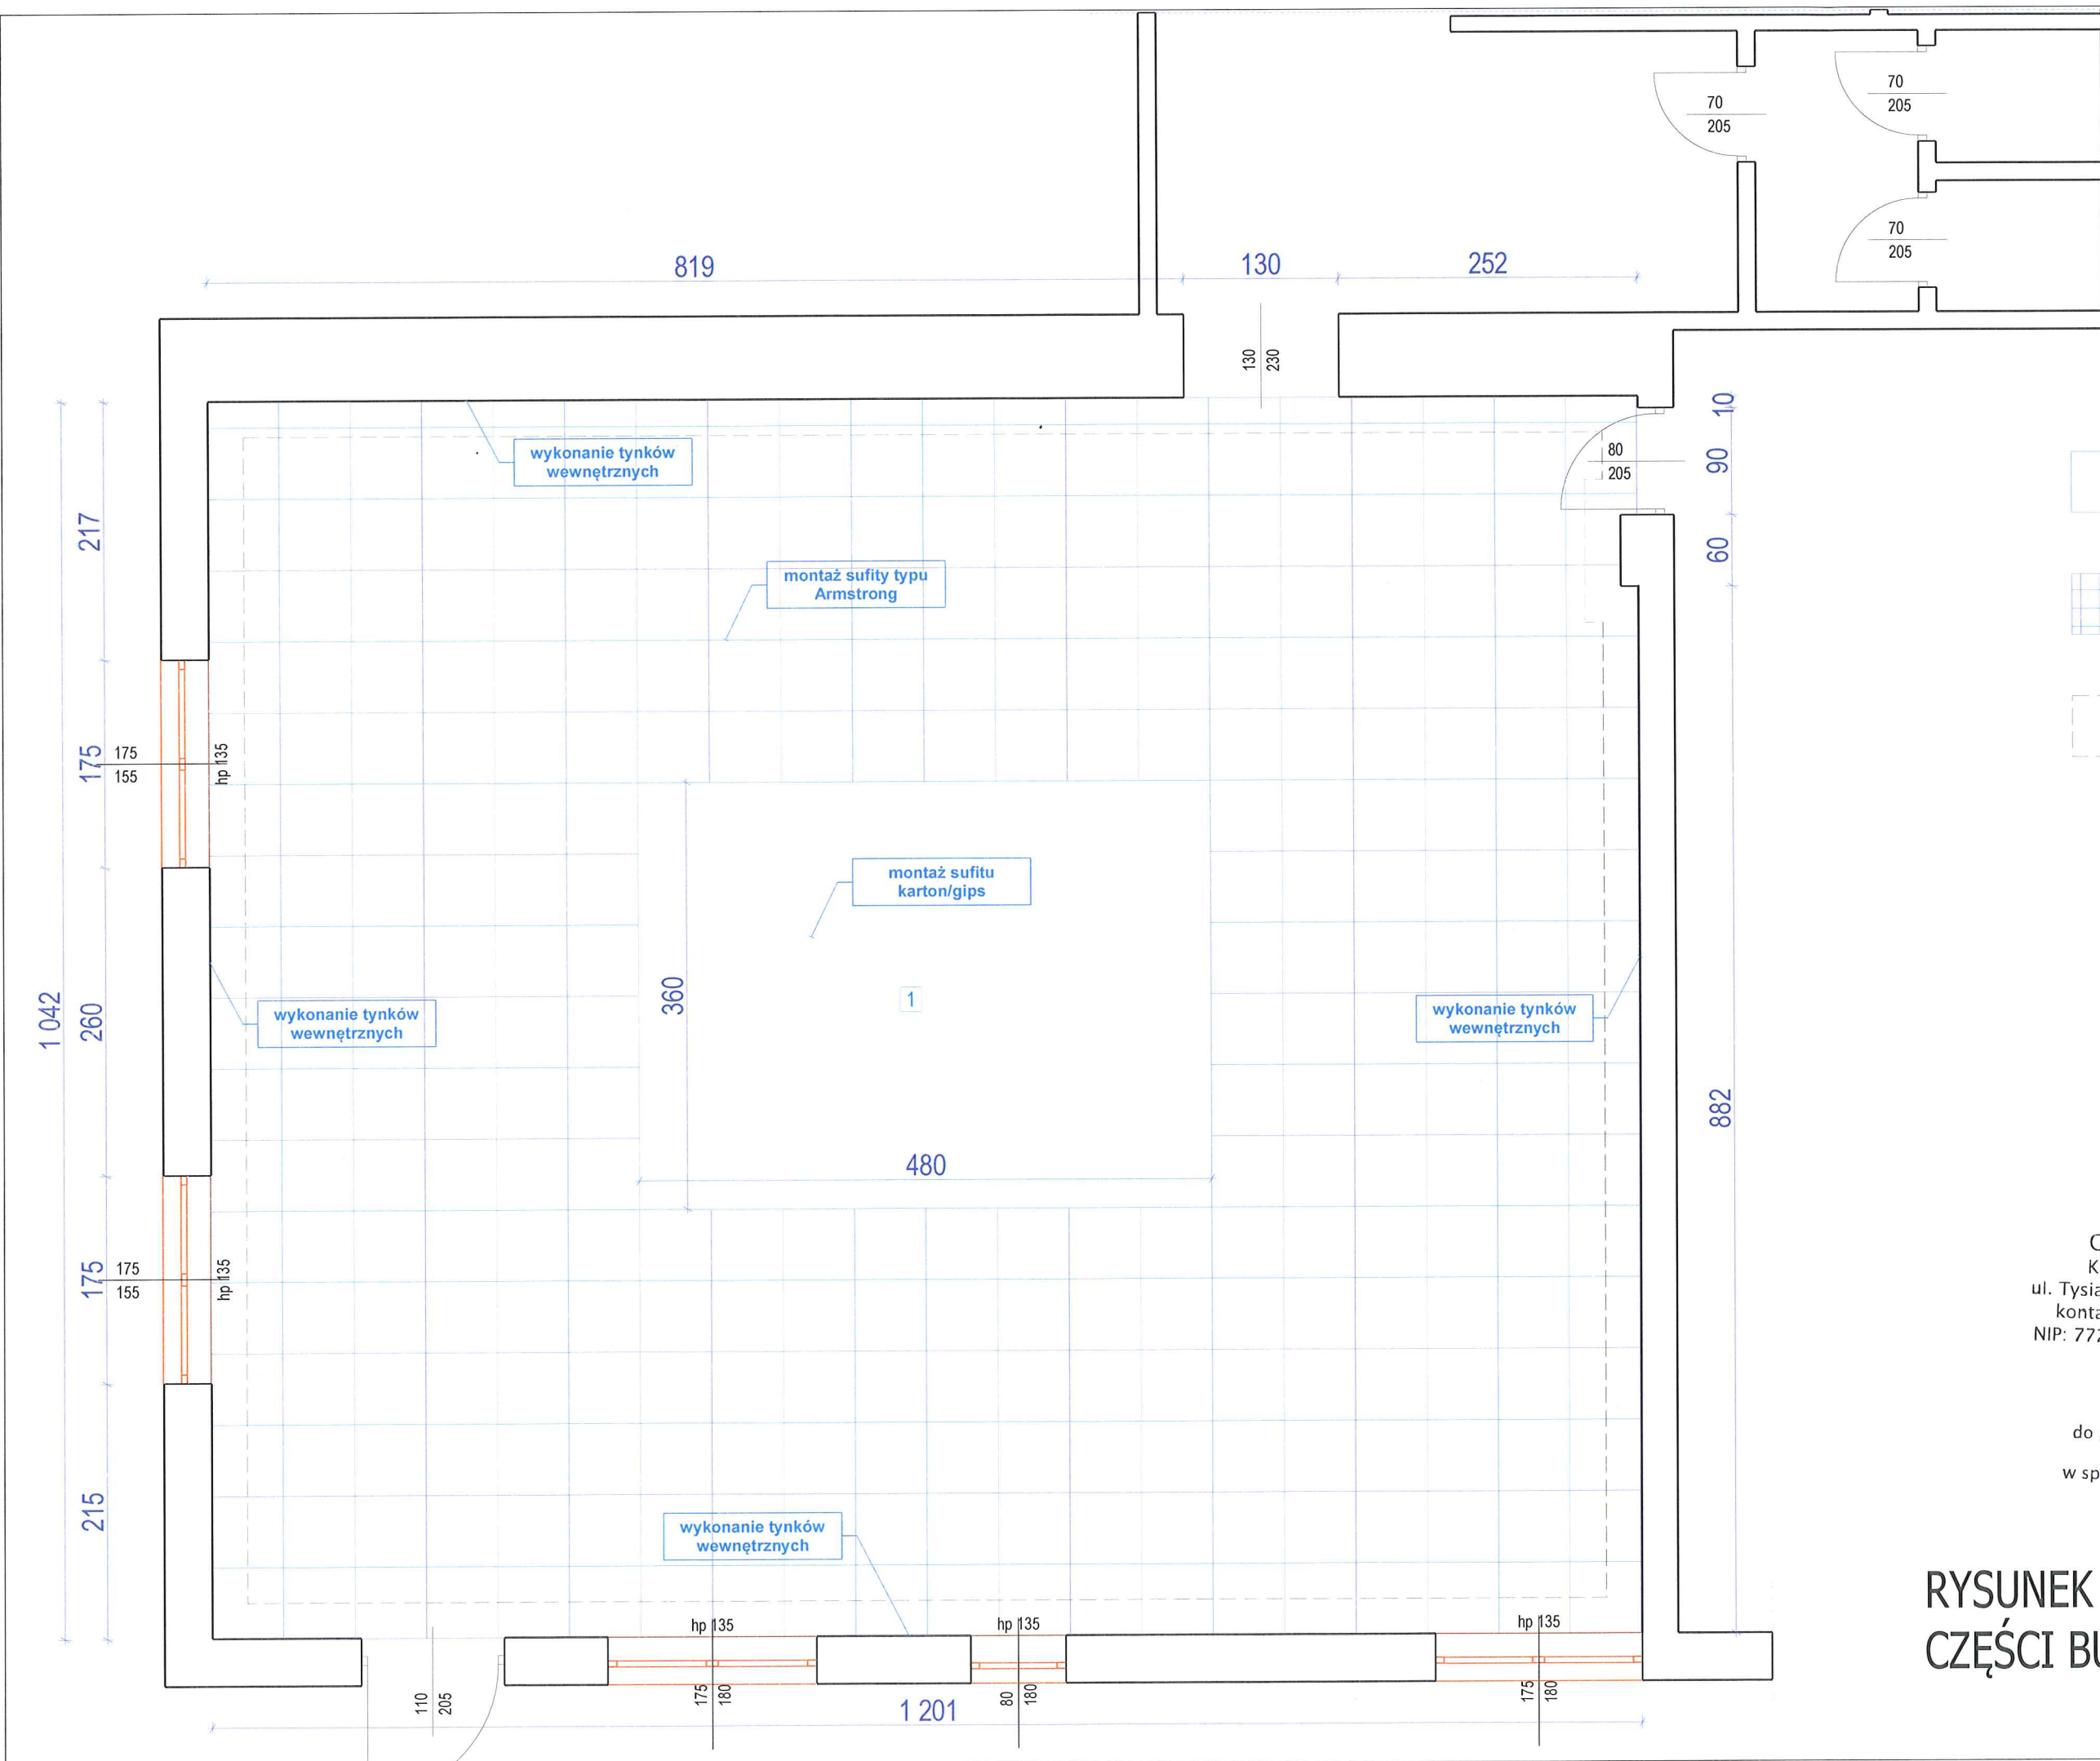 70
205
70
205
70
205
819
130
252
130
230
10
90
60
882
80
205
wykonanie tynków
wewnętrznych
montaż sufity typu
Armstrong
montaż sufitu
karton/gips
1
360
480
wykonanie tynków
wewnętrznych
wykonanie tynków
wewnętrznych
wykonanie tynków
wewnętrznych
1 042
217
175
260
175
215
175
155
hp 135
175
155
hp 135
hp 135
hp 135
hp 135
110
205
175
180
80
180
175
180
1 201
K
ul. Tysia
konta
NIP: 772
do
w sp
RYSUNEK
CZĘŚCI BU